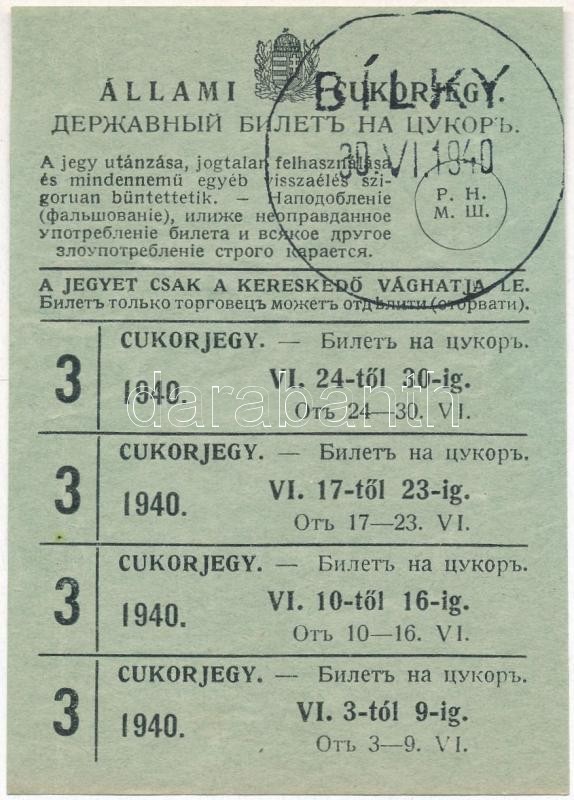 ÁLLAMI CUKORJEGY.
BÍLKY
ДЕРЖАВНЫЙ БИЛЕТЪ НА ЦУКОРЪ.
30.VI.1940
A jegy utánzása, jogtalan felhasználása
és mindennemű egyéb visszaélés szi-
goruan büntettetik. — Наподобленіе
(фальшованіе), илиже неоправданное
употребленіе билета и всякое другое
злоупотребленіе строго карается.
Р. Н.
М. Ш.
A JEGYET CSAK A KERESKEDŐ VÁGHATJA LE.
Билетъ только торговецъ можетъ отдѣлити (оторвати).
3 CUKORJEGY. — Билетъ на цукоръ.
1940. VI. 24-től 30-ig.
Отъ 24—30. VI.
darabanth
3 CUKORJEGY. — Билетъ на цукоръ.
1940. VI. 17-től 23-ig.
Отъ 17—23. VI.
3 CUKORJEGY. — Билетъ на цукоръ.
1940. VI. 10-től 16-ig.
Отъ 10—16. VI.
3 CUKORJEGY. — Билетъ на цукоръ.
1940. VI. 3-tól 9-ig.
Отъ 3—9. VI.